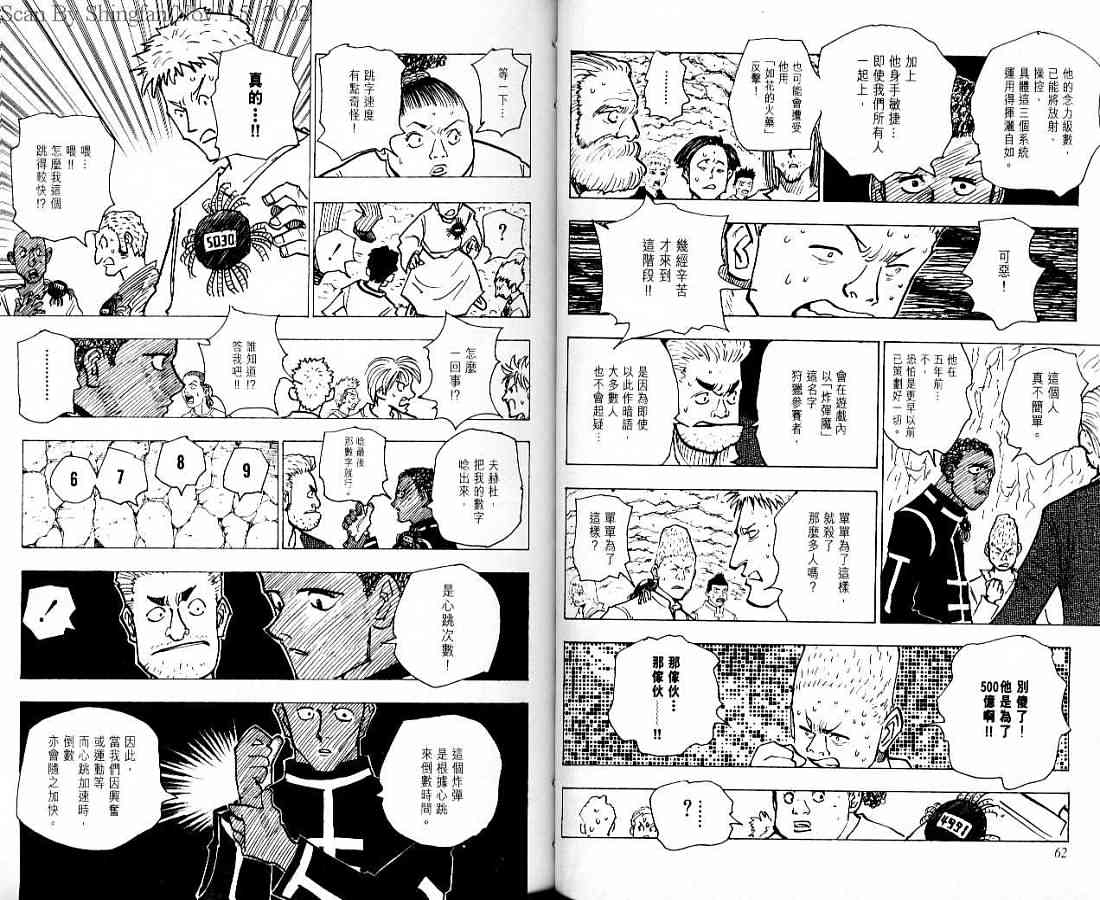 Scan By Shingfan Nov. 15, 2002
他的念力級數，
已能將放射、
操控、
具體這三個系統
運用得揮灑自如。
加上
他身手敏捷…
即使我們所有人
一起上，
也可能會遭受
他用
「如花的火藥」
反擊！
可惡！
幾經辛苦
才來到
這階段!!
這個人
真不簡單。
他在
五年前…
不，
恐怕是更早以前
已策劃好一切。
會在遊戲內
以「炸彈魔」
這名字
狩獵參賽者，
是因為即使
以此作暗語，
大多數人
也不會起疑…
單單為了這樣，
就殺了
那麼多人嗎？
單單為了
這樣？
別傻了！
他是為了
500億啊!!
那傢伙…
那傢伙……!!
…… ?
4991
62
等一下…
跳字速度
有點奇怪！
?
!
真的…!!
5030
喂…
喂!!
怎麼我這個
跳得較快!?
怎麼
一回事!?
誰知道!?
答我吧!!
………
夫赫杜，
把我的數字
唸出來。
唸最後
那數字就行。
9
8
7
6
是心跳次數！
!
這個炸彈
是根據心跳
來倒數時間。
因此，
當我們因興奮
或運動等
而心跳加速時，
倒數
亦會隨之加快。